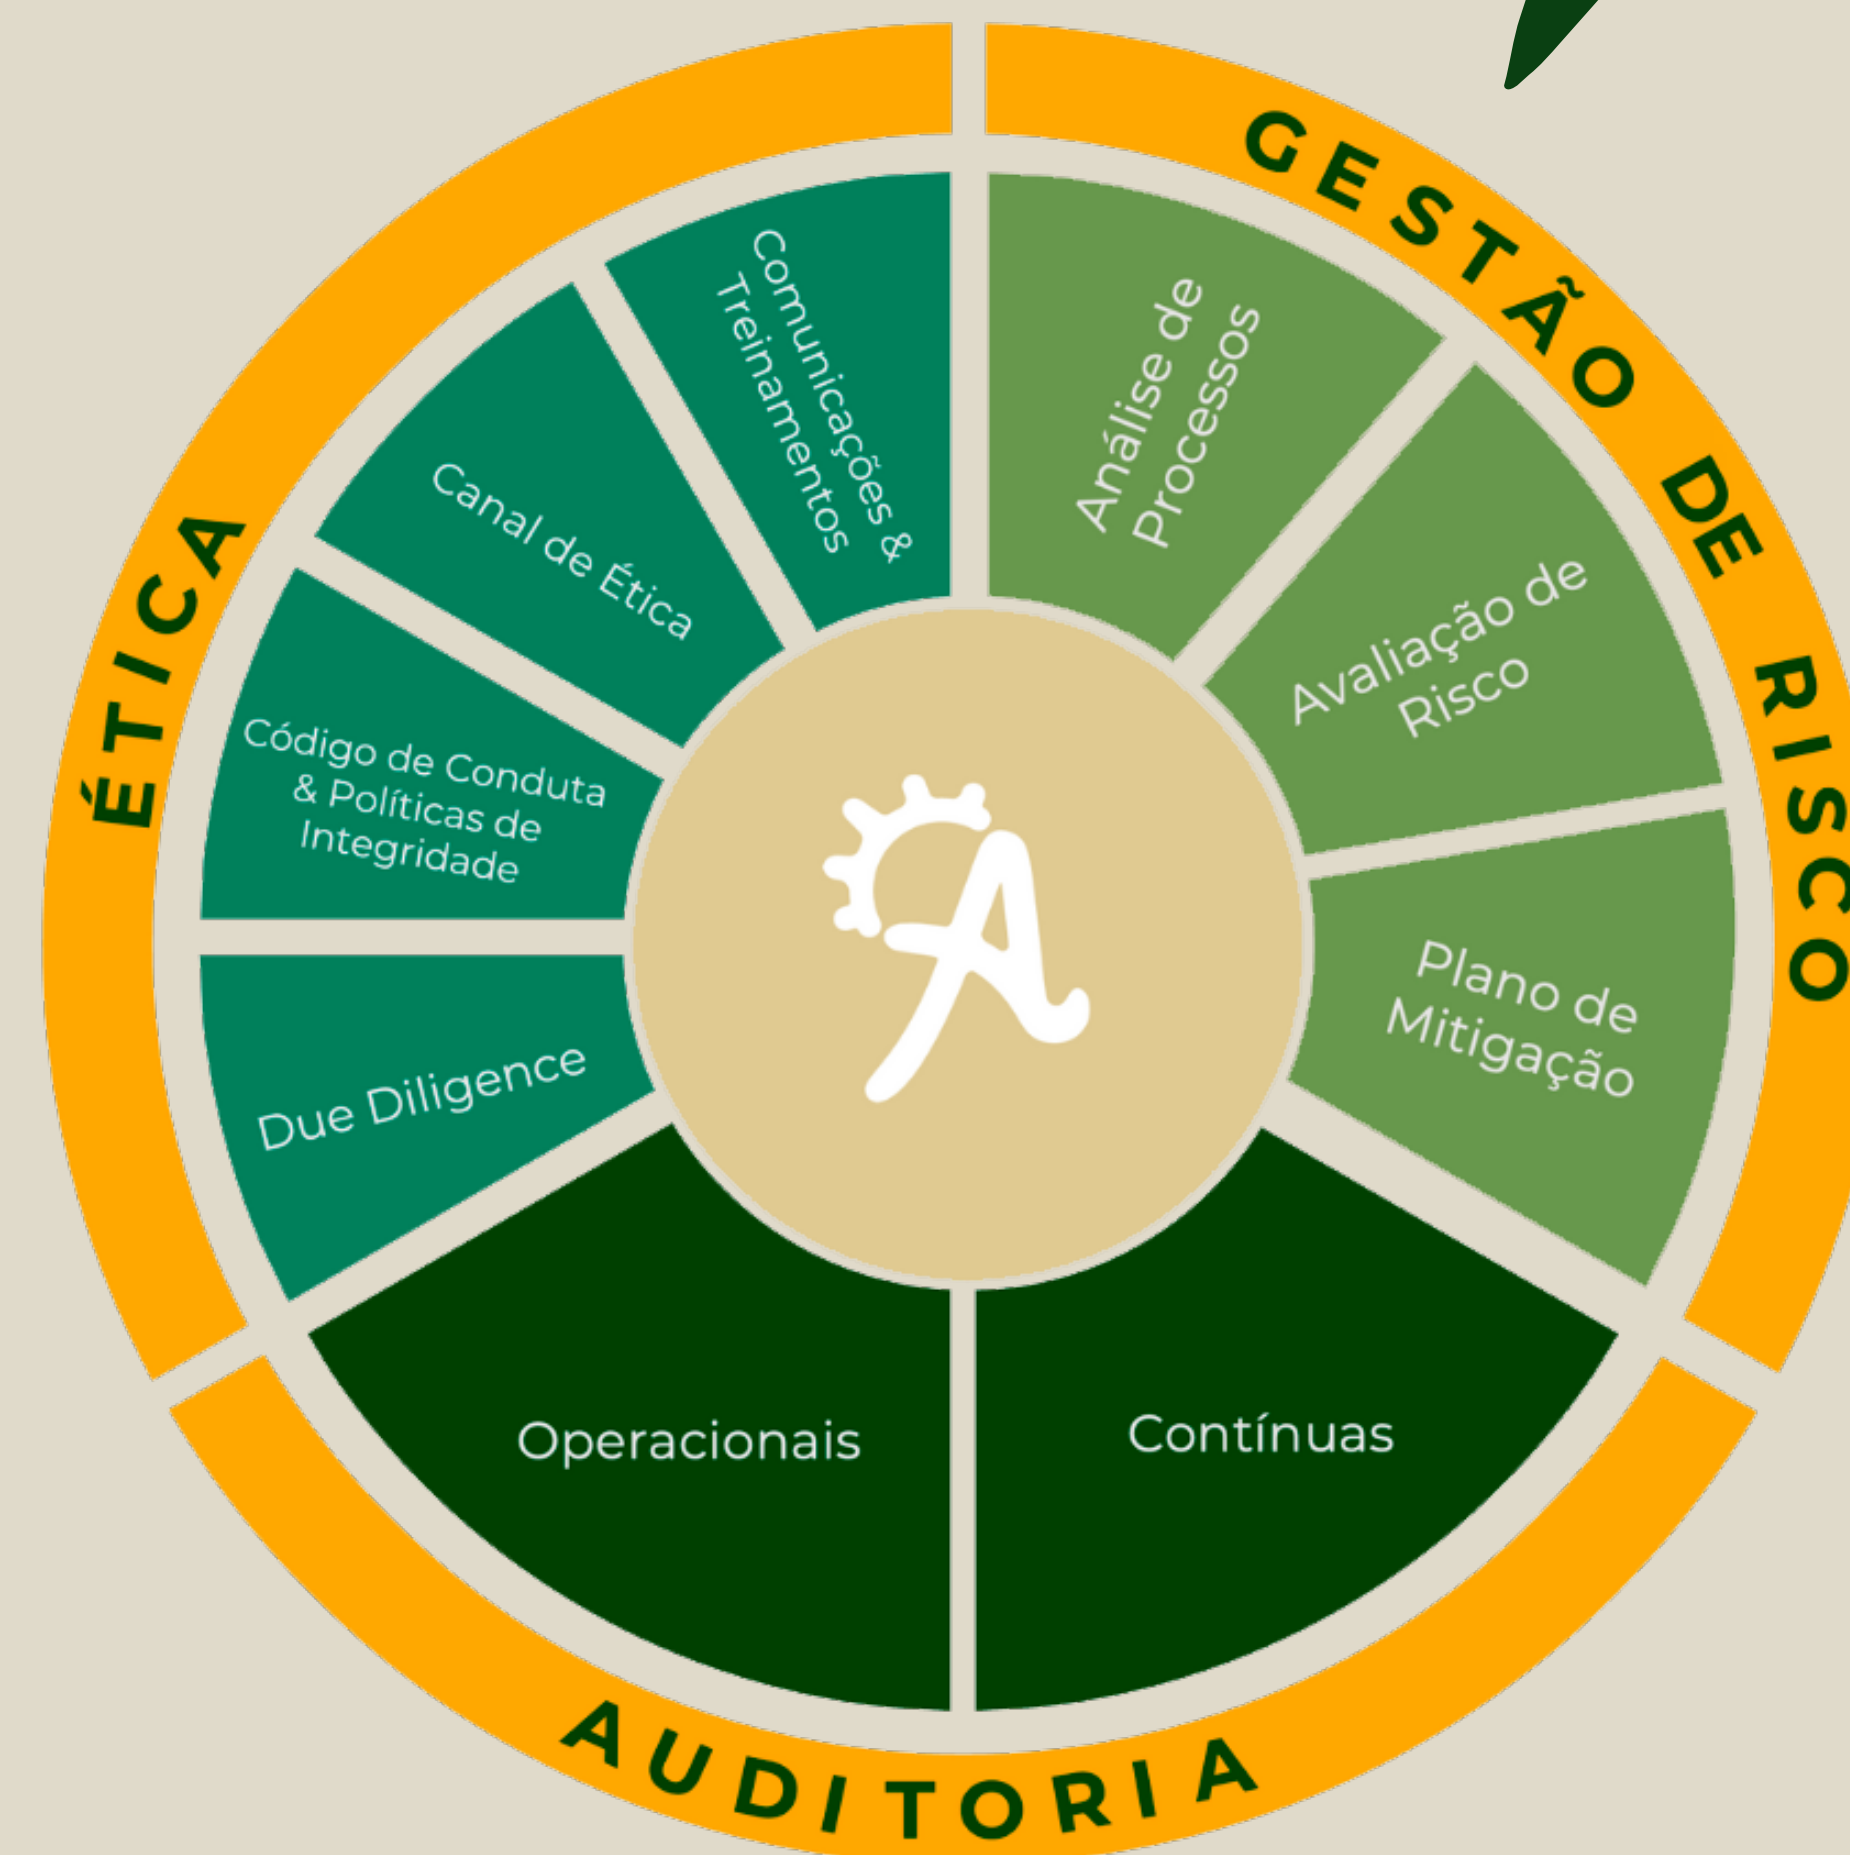 ÉTICA
Comunicações &
Treinamentos
Canal de Ética
Código de Conduta
& Políticas de
Integridade
Due Diligence
GESTÃO DE RISCO
Análise de
Processos
Avaliação de
Risco
Plano de
Mitigação
Operacionais
Contínuas
AUDITORIA